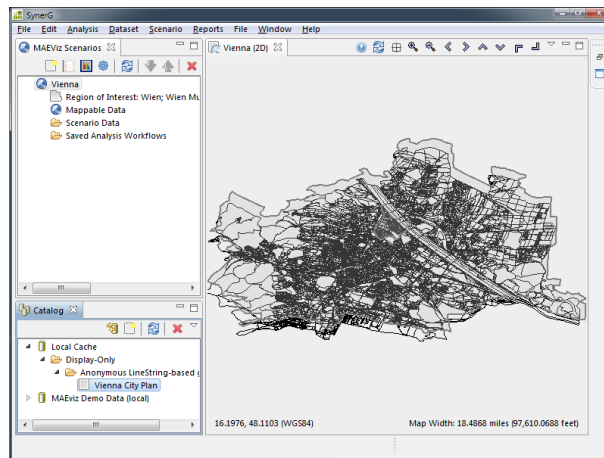 SynerG
File Edit Analysis Dataset Scenario Reports File Window Help
MAEViz Scenarios
Vienna
Region of Interest: Wien; Wien Mu
Mappable Data
Scenario Data
Saved Analysis Workflows
Vienna (2D)
Catalog
Local Cache
Display-Only
Anonymous LineString-based g
Vienna City Plan
MAEviz Demo Data (local)
16.1976, 48.1103 (WGS84)
Map Width: 18.4868 miles (97,610.0688 feet)